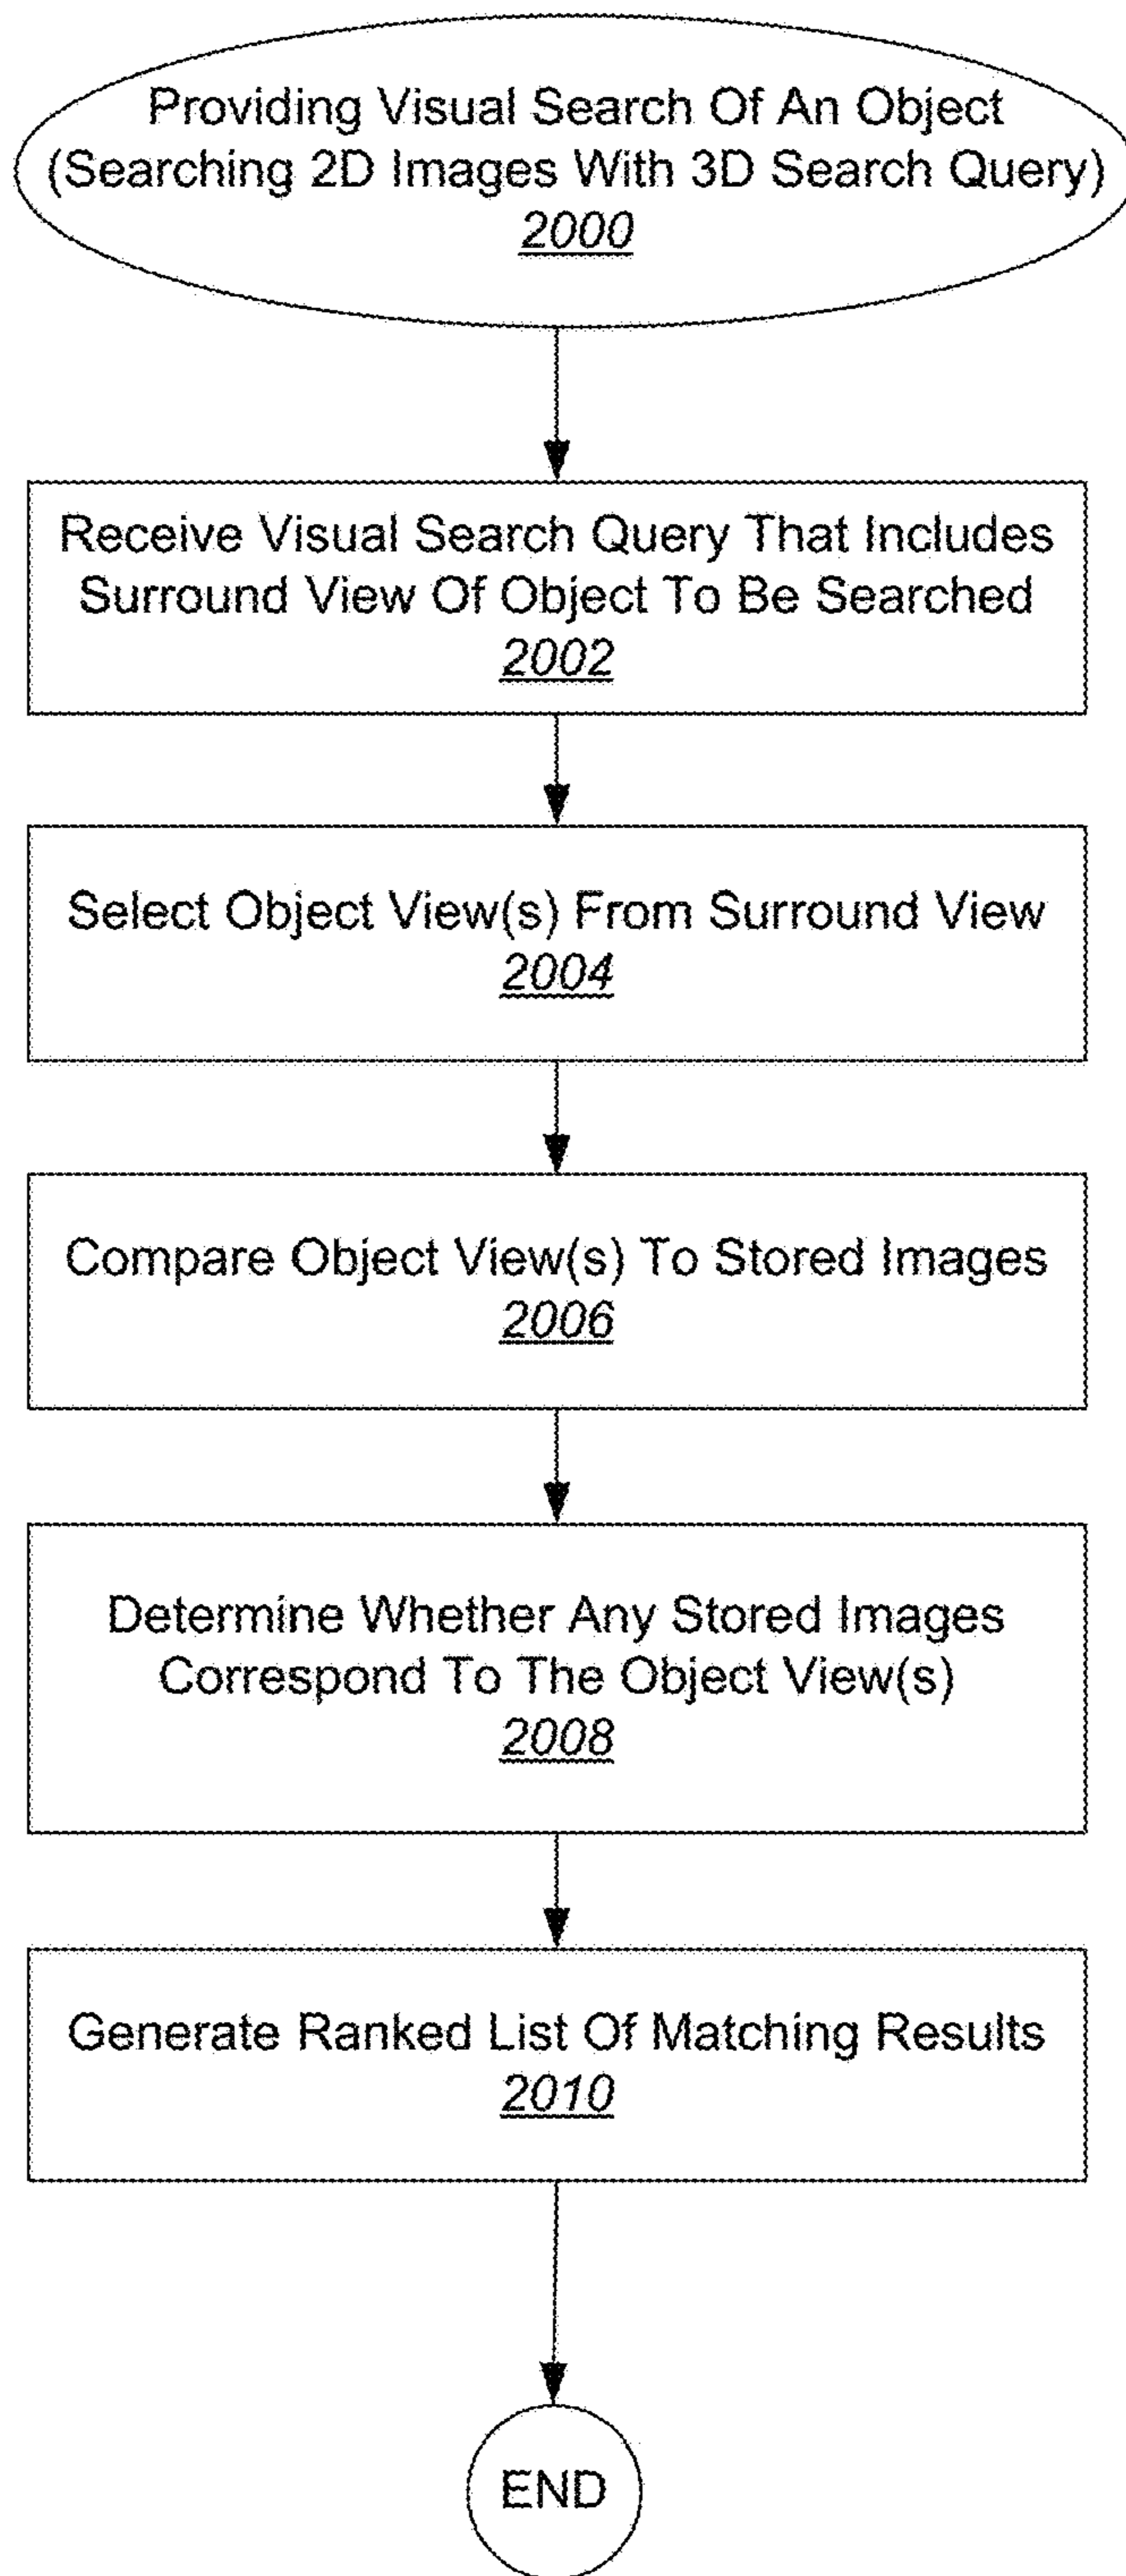 Providing Visual Search Of An Object
(Searching 2D Images With 3D Search Query)
2000
Receive Visual Search Query That Includes
Surround View Of Object To Be Searched
2002
Select Object View(s) From Surround View
2004
Compare Object View(s) To Stored Images
2006
Determine Whether Any Stored Images
Correspond To The Object View(s)
2008
Generate Ranked List Of Matching Results
2010
END